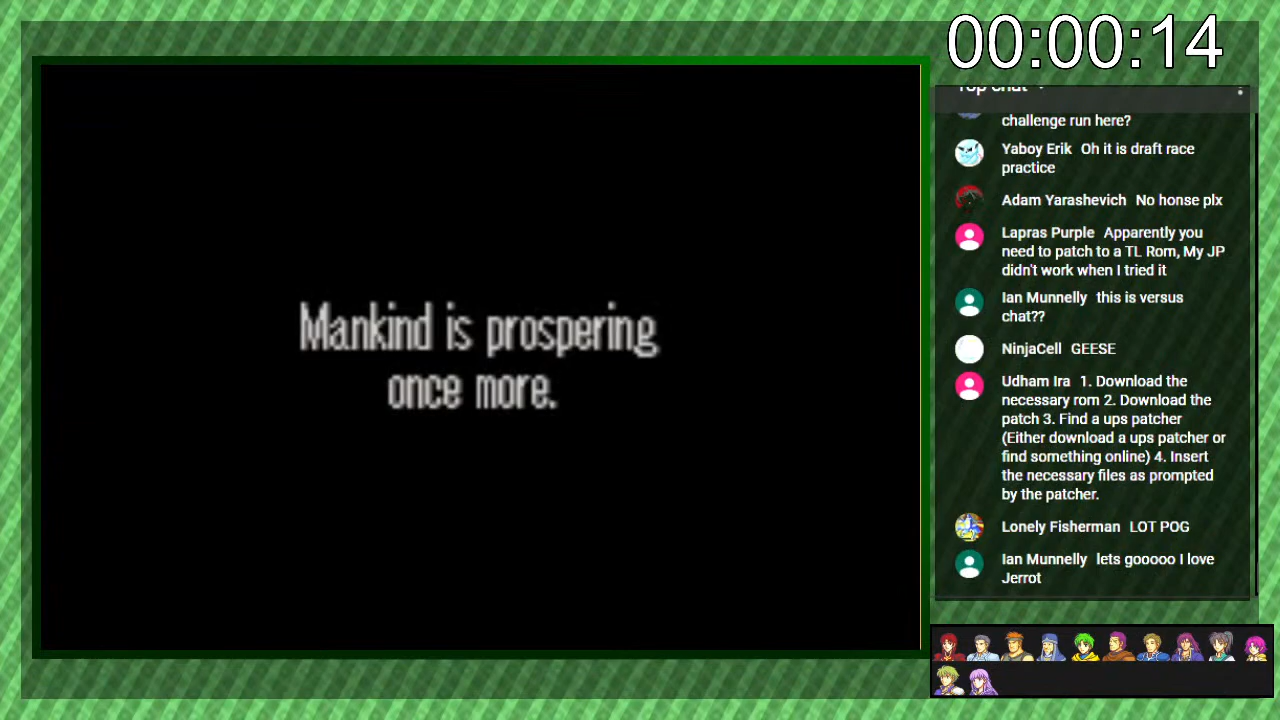 00:00:14
Top chat
challenge run here?
Yaboy Erik Oh it is draft race
practice
Adam Yarashevich No honse plx
Lapras Purple Apparently you
need to patch to a TL Rom, My JP
didn't work when I tried it
Ian Munnelly this is versus
chat??
NinjaCell GEESE
Udham Ira 1. Download the
necessary rom 2. Download the
patch 3. Find a ups patcher
(Either download a ups patcher or
find something online) 4. Insert
the necessary files as prompted
by the patcher.
Lonely Fisherman LOT POG
Ian Munnelly lets gooooo I love
Jerrot
Mankind is prospering
once more.